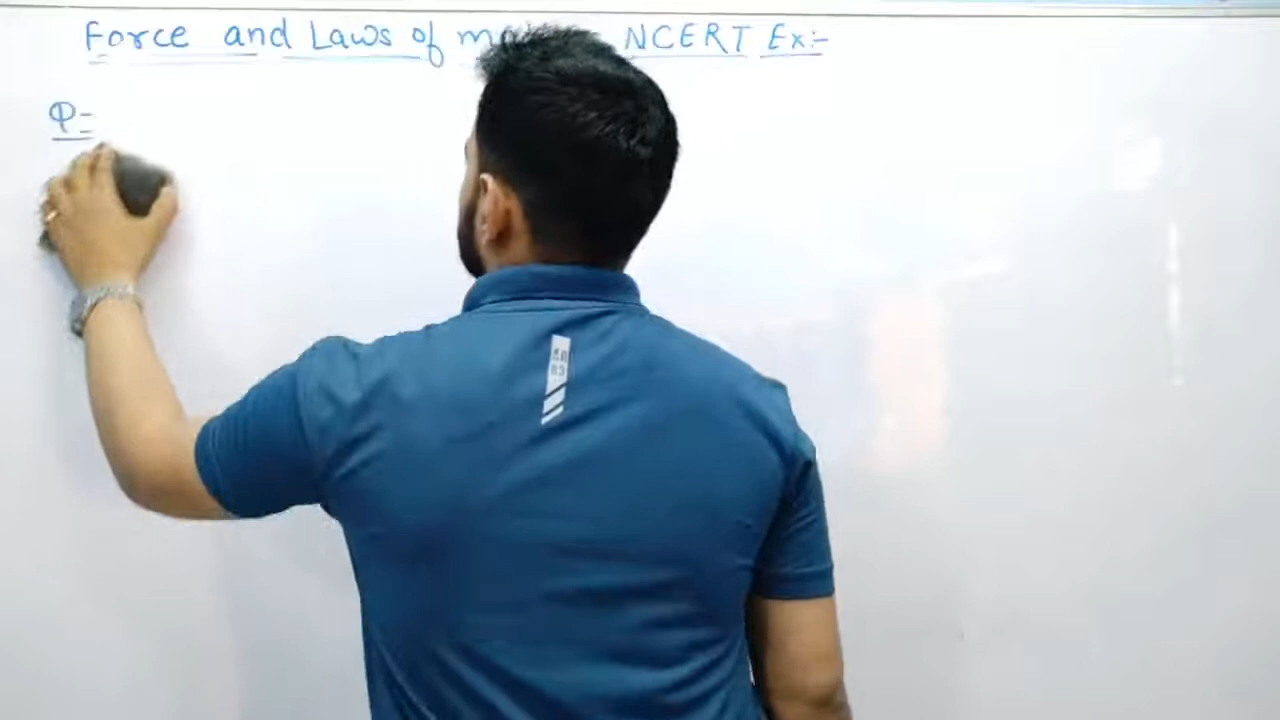 Force and Laws of NCERT Ex:-
Q=